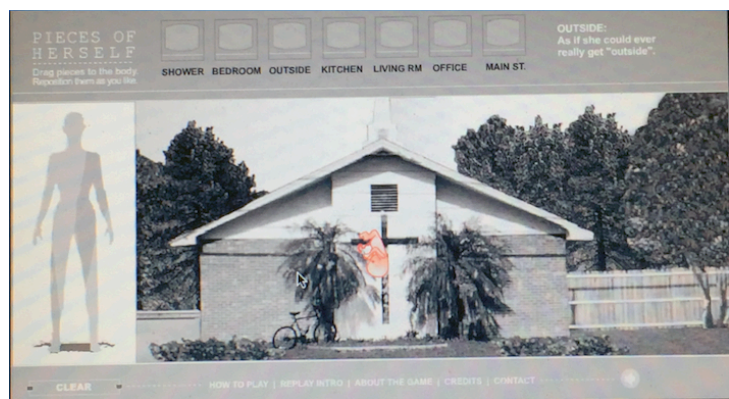 PIECES OF
HERSELF
Drag pieces to the body.
Reposition them as you like.
SHOWER BEDROOM OUTSIDE KITCHEN LIVING RM OFFICE MAIN ST.
OUTSIDE:
As if she could ever
really get "outside".
CLEAR
HOW TO PLAY | REPLAY INTRO | ABOUT THE GAME | CREDITS | CONTACT